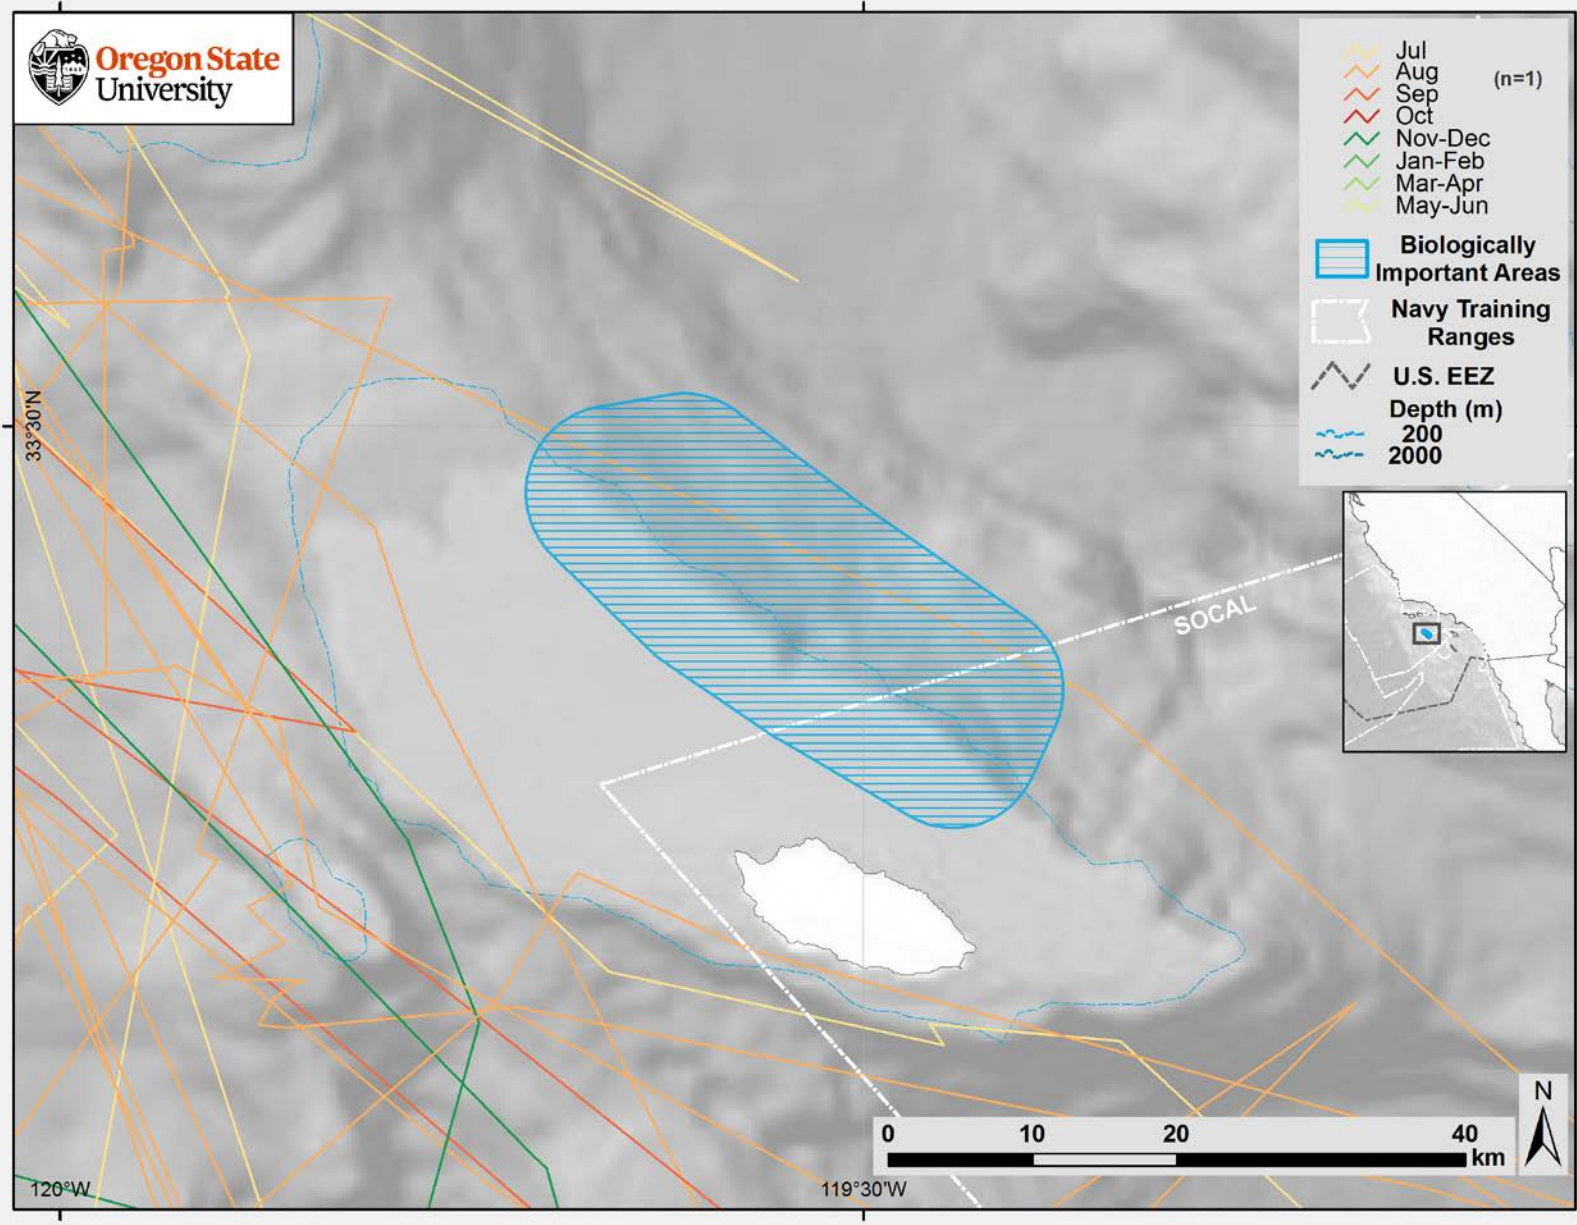 Oregon State
University
Jul
Aug
(n=1)
Sep
Oct
Nov-Dec
Jan-Feb
Mar-Apr
May-Jun
Biologically
Important Areas
Navy Training
Ranges
U.S. EEZ
Depth (m)
200
2000
33°30'N
SOCAL
N
0 10 20 40
km
120°W
119°30'W